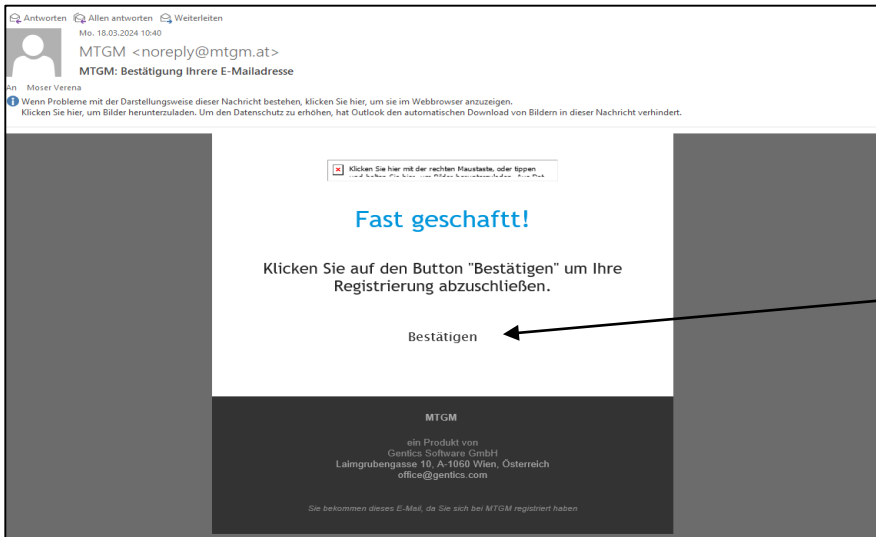 Antworten Allen antworten Weiterleiten
Mo. 18.03.2024 10:40
MTGM <noreply@mtgm.at>
MTGM: Bestätigung Ihrere E-Mailadresse
An Moser Verena
Wenn Probleme mit der Darstellungsweise dieser Nachricht bestehen, klicken Sie hier, um sie im Webbrowser anzuzeigen.
Klicken Sie hier, um Bilder herunterzuladen. Um den Datenschutz zu erhöhen, hat Outlook den automatischen Download von Bildern in dieser Nachricht verhindert.
Klicken Sie hier mit der rechten Maustaste, oder tippen
Fast geschaftt!
Klicken Sie auf den Button "Bestätigen" um Ihre
Registrierung abzuschließen.
Bestätigen
MTGM
ein Produkt von
Gentics Software GmbH
Laimgrubengasse 10, A-1060 Wien, Österreich
office@gentics.com
Sie bekommen dieses E-Mail, da Sie sich bei MTGM registriert haben